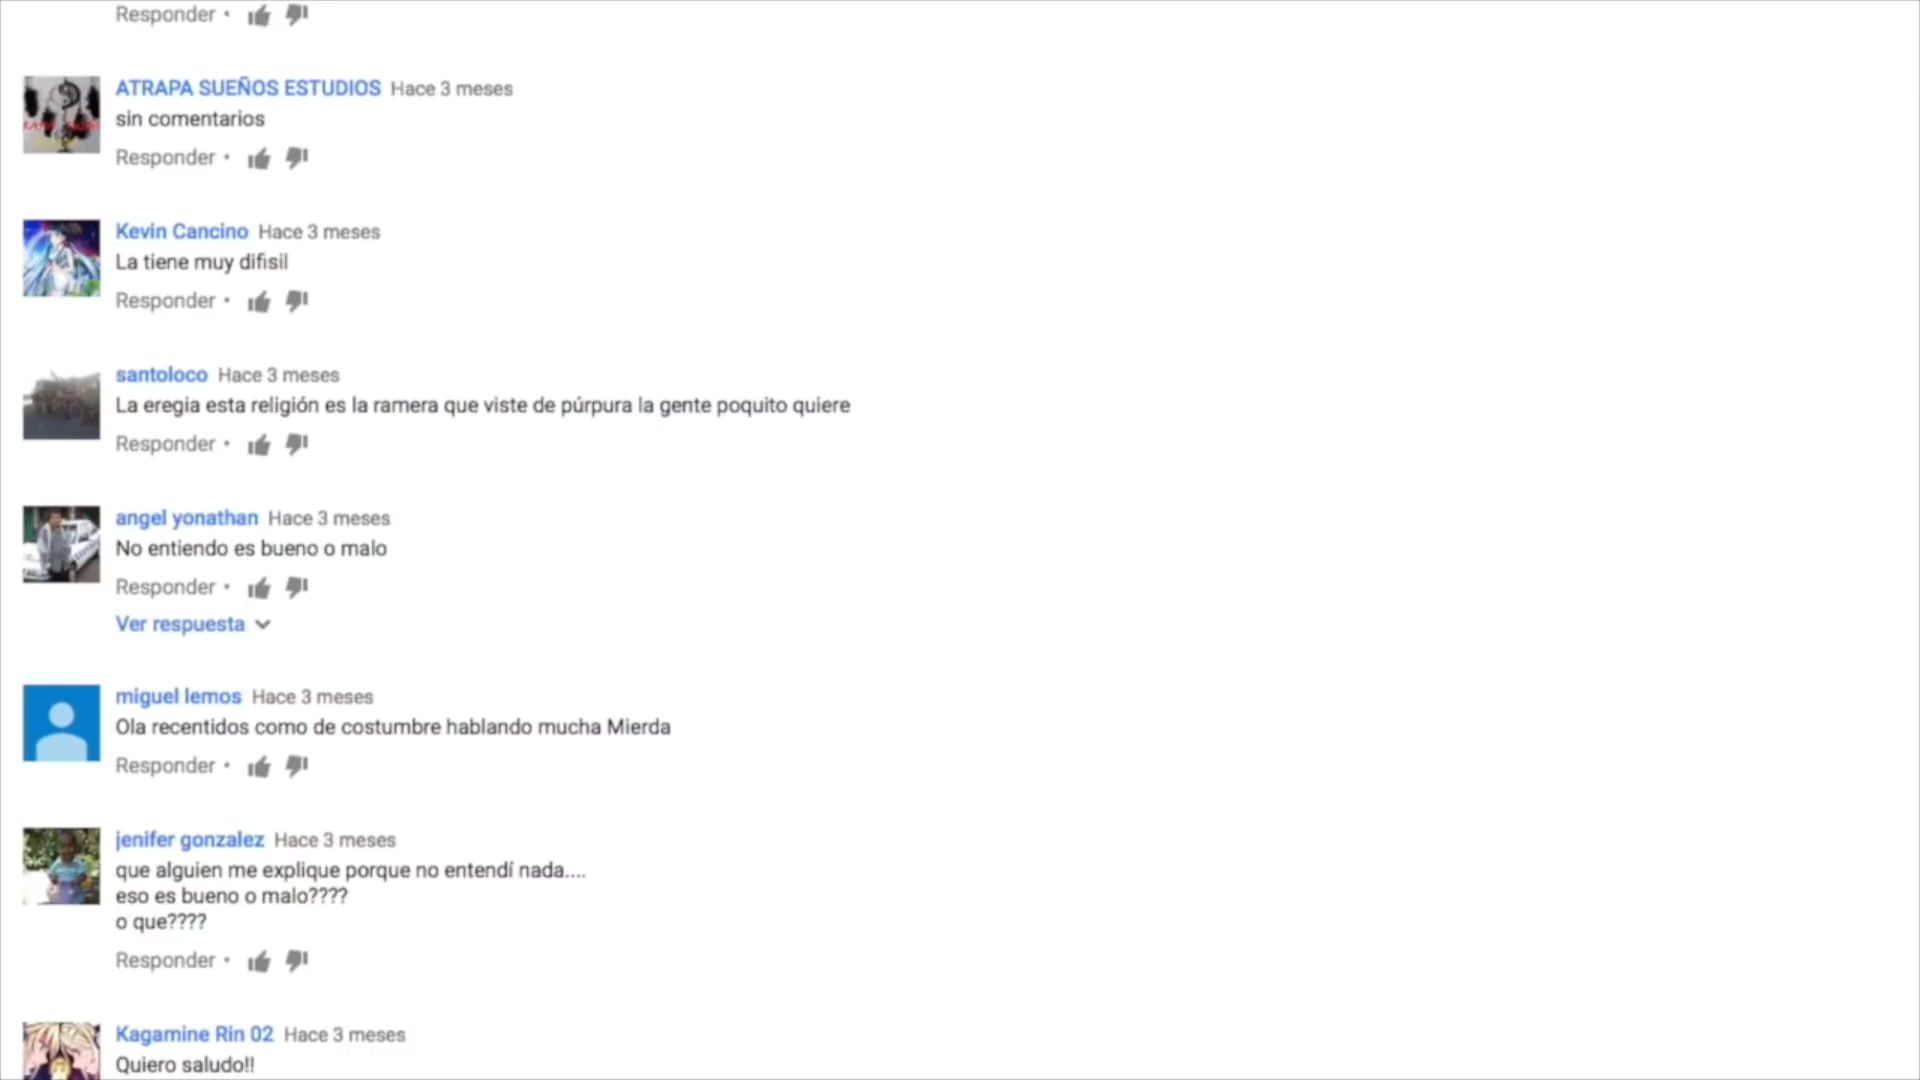 Responder •
ATRAPA SUEÑOS ESTUDIOS Hace 3 meses
sin comentarios
Responder •
Kevin Cancino Hace 3 meses
La tiene muy difisil
Responder •
santoloco Hace 3 meses
La eregia esta religión es la ramera que viste de púrpura la gente poquito quiere
Responder •
angel yonathan Hace 3 meses
No entiendo es bueno o malo
Responder •
Ver respuesta
miguel lemos Hace 3 meses
Ola recentidos como de costumbre hablando mucha Mierda
Responder •
jenifer gonzalez Hace 3 meses
que alguien me explique porque no entendí nada....
eso es bueno o malo????
o que????
Responder •
Kagamine Rin 02 Hace 3 meses
Quiero saludo!!